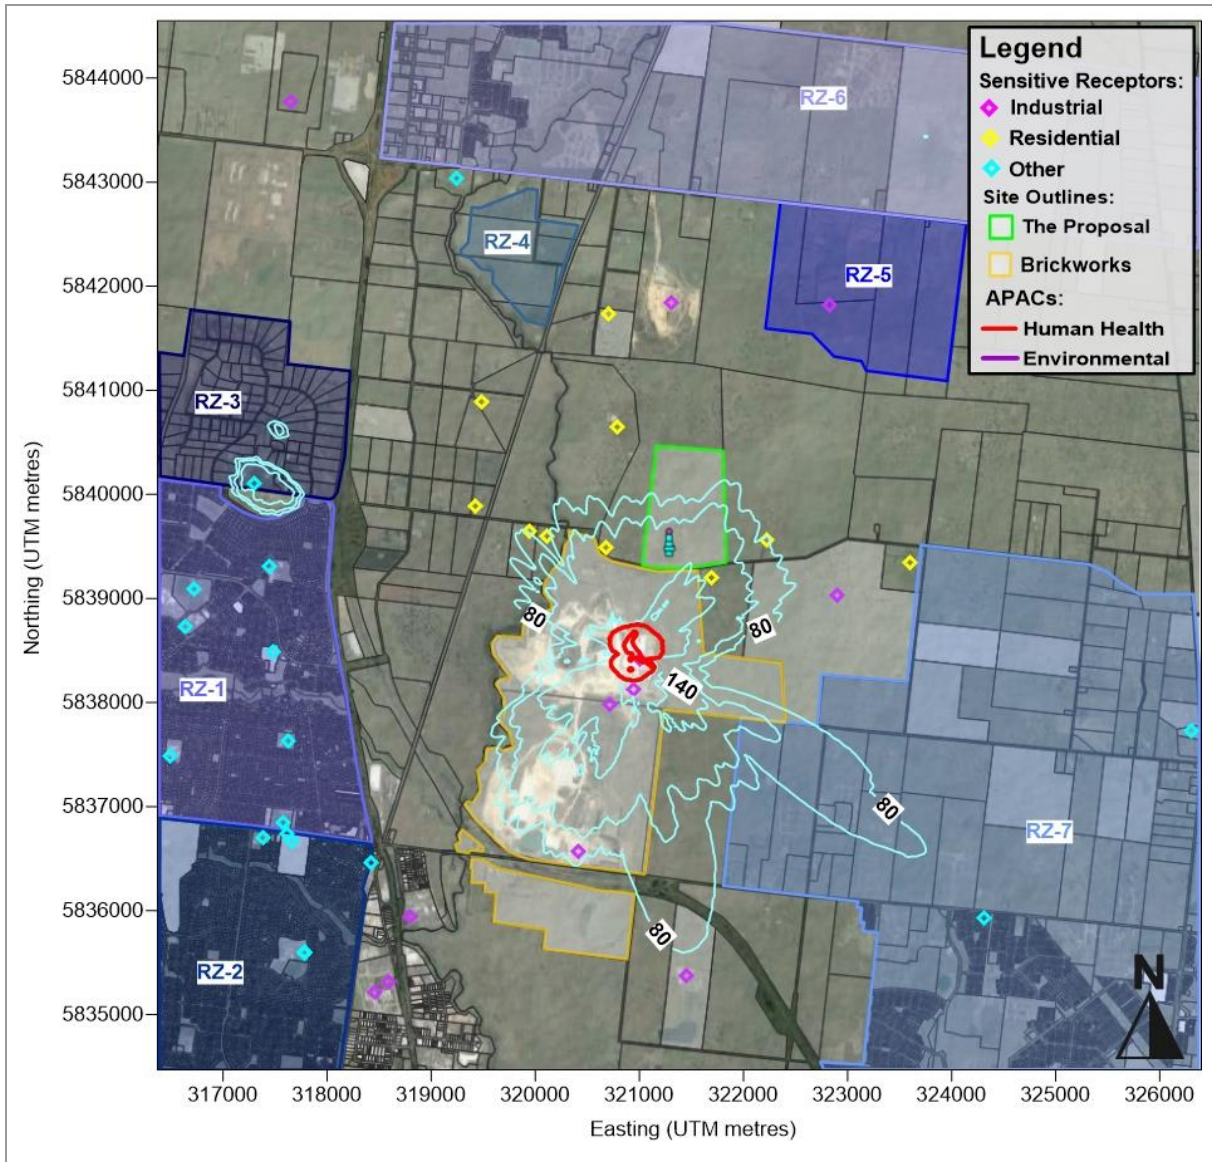 Legend
Sensitive Receptors:
Industrial
Residential
Other
Site Outlines:
The Proposal
Brickworks
APACs:
Human Health
Environmental
5844000
5843000
5842000
5841000
5840000
5839000
5838000
5837000
5836000
5835000
Northing (UTM metres)
RZ-6
RZ-4
RZ-5
RZ-3
80
80
140
RZ-1
80
RZ-7
80
RZ-2
N
317000
318000
319000
320000
321000
322000
323000
324000
325000
326000
Easting (UTM metres)